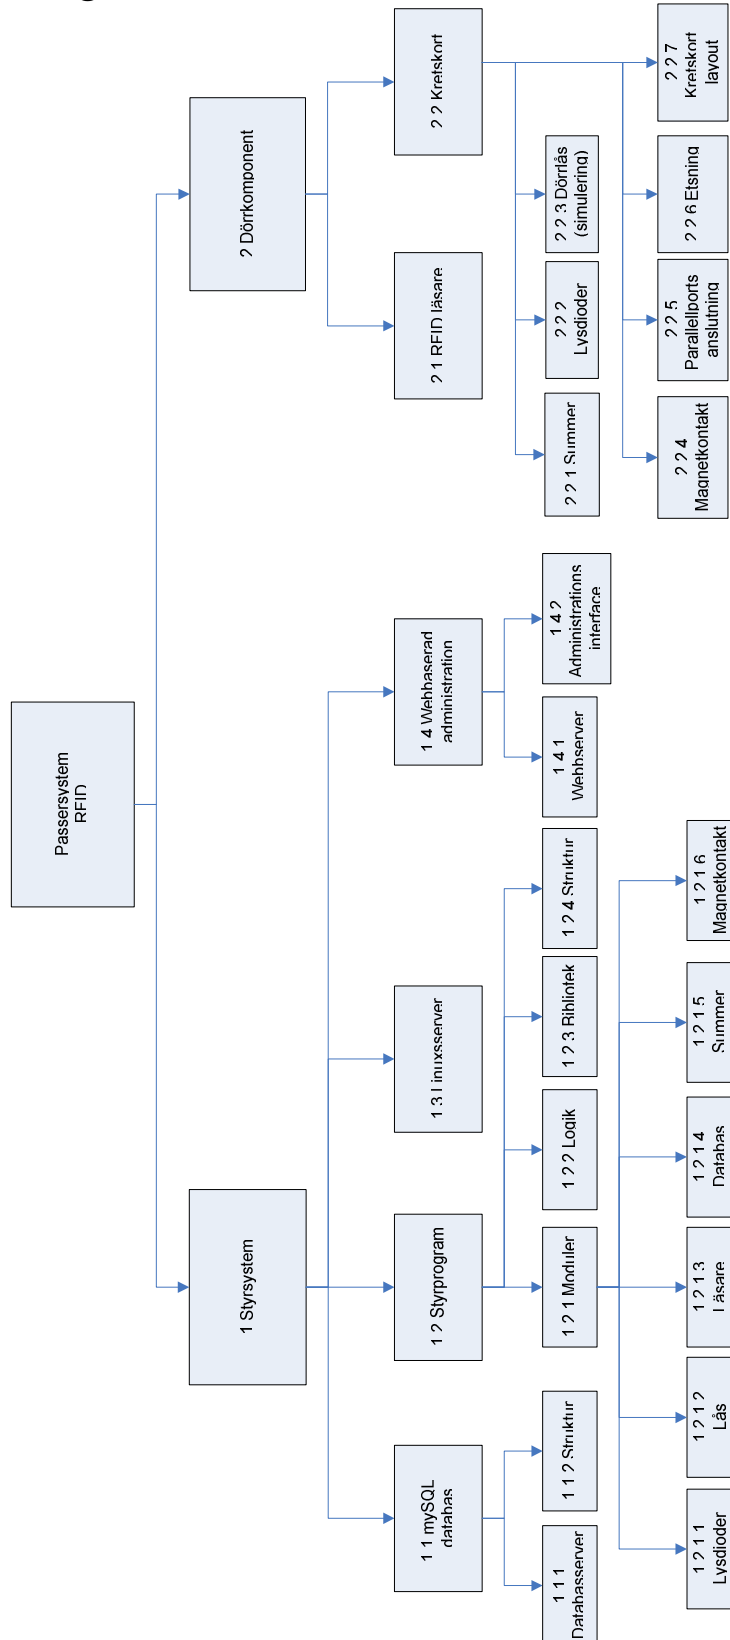 Passersystem
RFID
1 Styrsystem
2 Dörrkomponent
1 1 mySQL
databas
1 2 Styrprogram
1 3 Linuxsserver
1 4 Webbaserad
administration
2 1 RFID läsare
2 2 Kretskort
1 1 1
Databasserver
1 1 2 Struktur
1 2 1 Moduler
1 2 2 Logik
1 2 3 Bibliotek
1 2 4 Struktur
1 4 1
Webbserver
1 4 2
Administrations
interface
2 2 1 Summer
2 2 2
Lysdioder
2 2 3 Dörrlås
(simulering)
2 2 4
Magnetkontakt
2 2 5
Parallellports
anslutning
2 2 6 Etsning
2 2 7
Kretskort
layout
1 2 1 1
Lysdioder
1 2 1 2
Lås
1 2 1 3
Läsare
1 2 1 4
Databas
1 2 1 5
Summer
1 2 1 6
Magnetkontakt